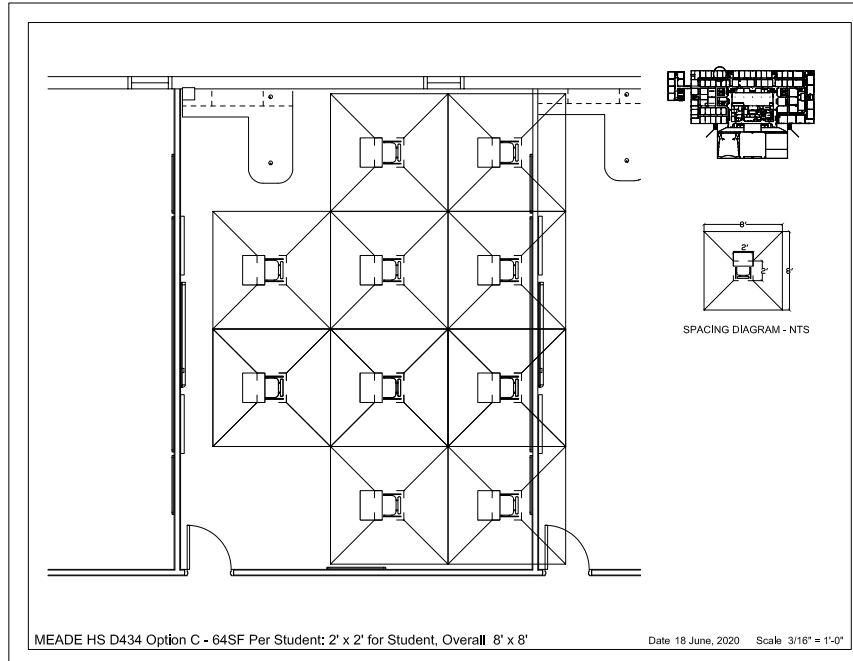 8'
2'
2'
8'
SPACING DIAGRAM - NTS
MEADE HS D434 Option C - 64SF Per Student: 2' x 2' for Student, Overall 8' x 8'
Date 18 June, 2020 Scale 3/16" = 1'-0"